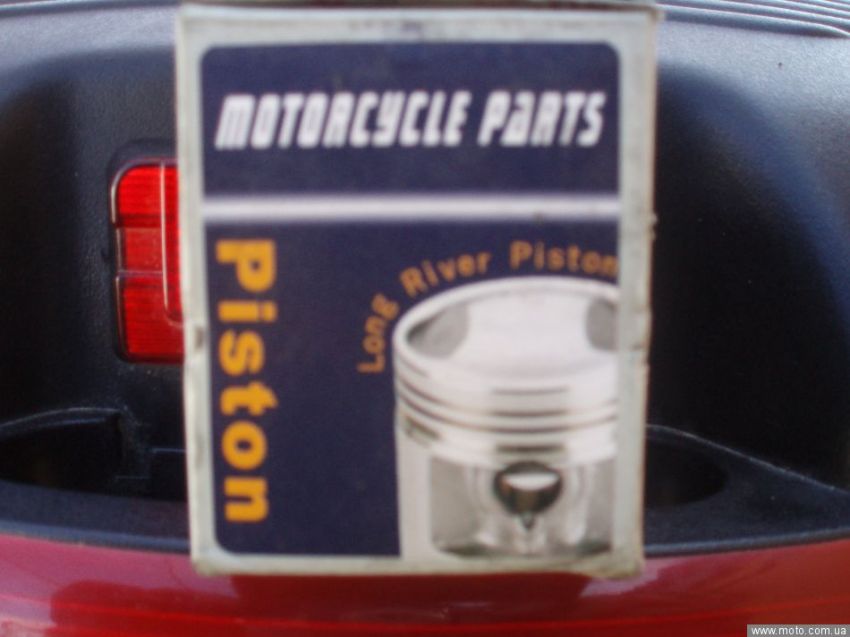 MOTORCYCLE PARTS
Piston
Long River Piston
www.moto.com.ua